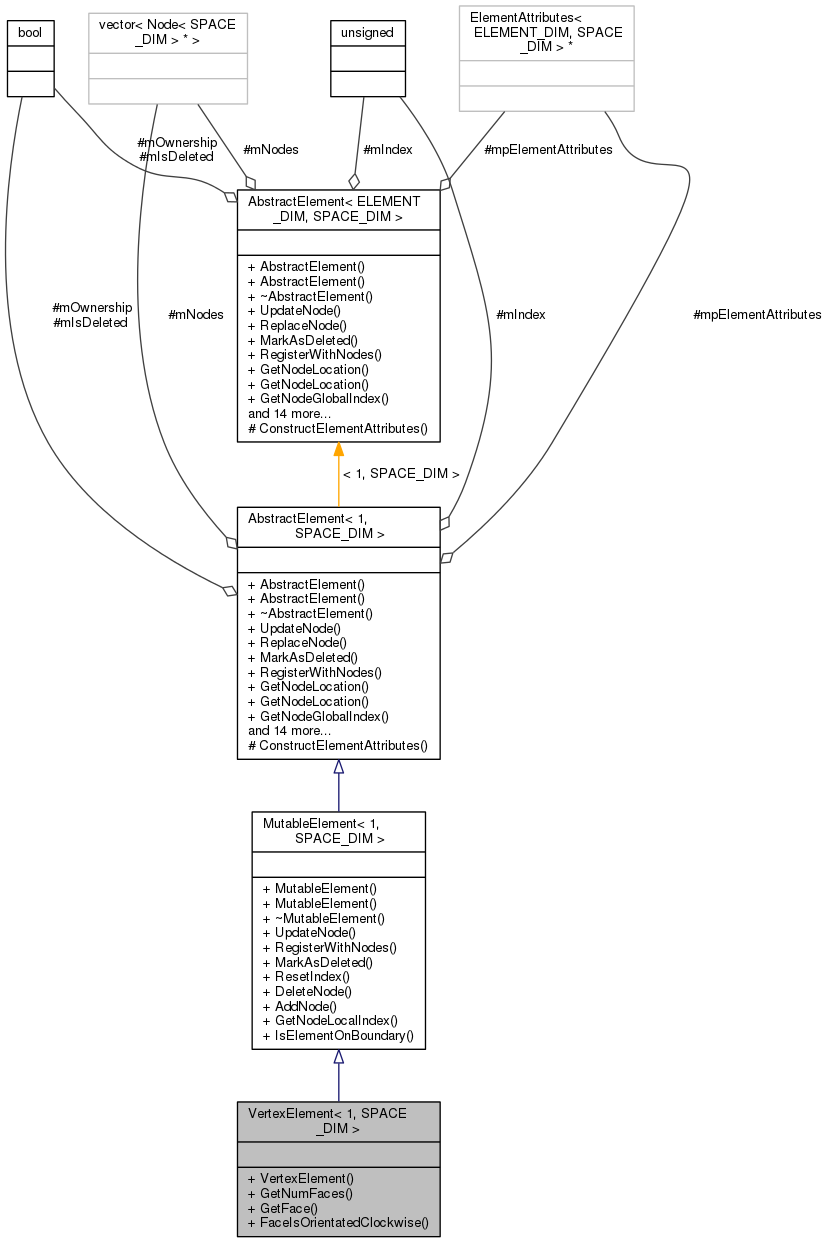 bool
vector< Node< SPACE
_DIM > * >
unsigned
ElementAttributes<
ELEMENT_DIM, SPACE
_DIM > *
#mOwnership
#mIsDeleted
#mNodes
#mIndex
#mpElementAttributes
AbstractElement< ELEMENT
_DIM, SPACE_DIM >
+ AbstractElement()
+ AbstractElement()
+ ~AbstractElement()
+ UpdateNode()
+ ReplaceNode()
+ MarkAsDeleted()
+ RegisterWithNodes()
+ GetNodeLocation()
+ GetNodeLocation()
+ GetNodeGlobalIndex()
and 14 more...
# ConstructElementAttributes()
#mOwnership
#mIsDeleted
#mNodes
#mIndex
#mpElementAttributes
< 1, SPACE_DIM >
AbstractElement< 1,
SPACE_DIM >
+ AbstractElement()
+ AbstractElement()
+ ~AbstractElement()
+ UpdateNode()
+ ReplaceNode()
+ MarkAsDeleted()
+ RegisterWithNodes()
+ GetNodeLocation()
+ GetNodeLocation()
+ GetNodeGlobalIndex()
and 14 more...
# ConstructElementAttributes()
MutableElement< 1,
SPACE_DIM >
+ MutableElement()
+ MutableElement()
+ ~MutableElement()
+ UpdateNode()
+ RegisterWithNodes()
+ MarkAsDeleted()
+ ResetIndex()
+ DeleteNode()
+ AddNode()
+ GetNodeLocalIndex()
+ IsElementOnBoundary()
VertexElement< 1, SPACE
_DIM >
+ VertexElement()
+ GetNumFaces()
+ GetFace()
+ FaceIsOrientatedClockwise()